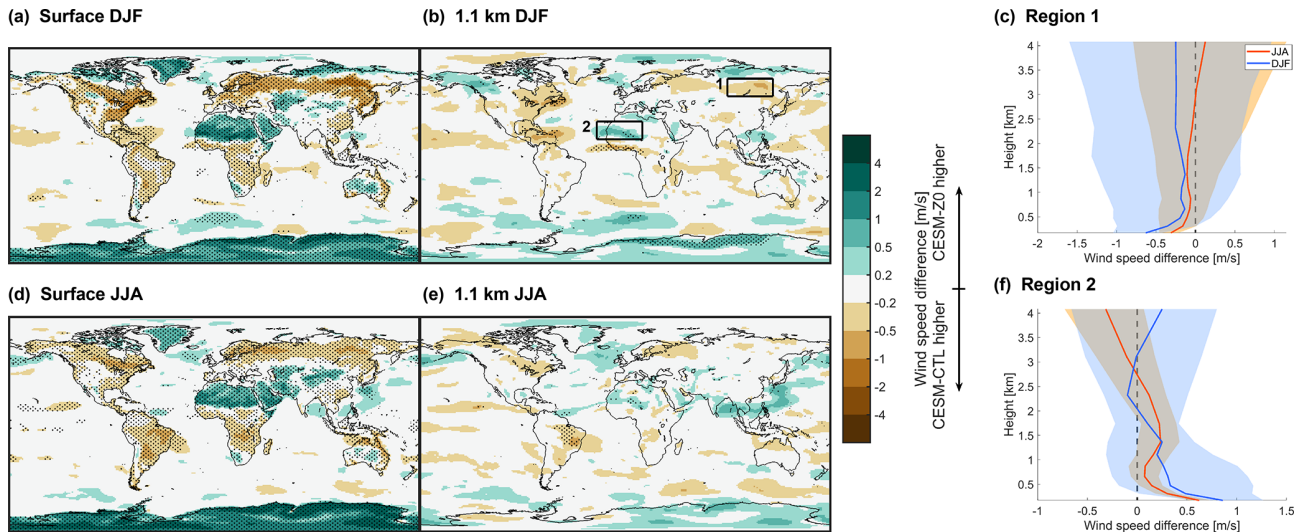 (a) Surface DJF
(b) 1.1 km DJF
(c) Region 1
1
2
4
2
1
0.5
0.2
-0.2
-0.5
-1
-2
-4
Wind speed difference [m/s]
CESM-CTL higher
CESM-Z0 higher
JJA
DJF
Height [km]
4
3.5
3
2.5
2
1.5
1
0.5
-2 -1.5 -1 -0.5 0 0.5 1
Wind speed difference [m/s]
(d) Surface JJA
(e) 1.1 km JJA
(f) Region 2
Height [km]
4
3.5
3
2.5
2
1.5
1
0.5
-0.5 0 0.5 1 1.5
Wind speed difference [m/s]